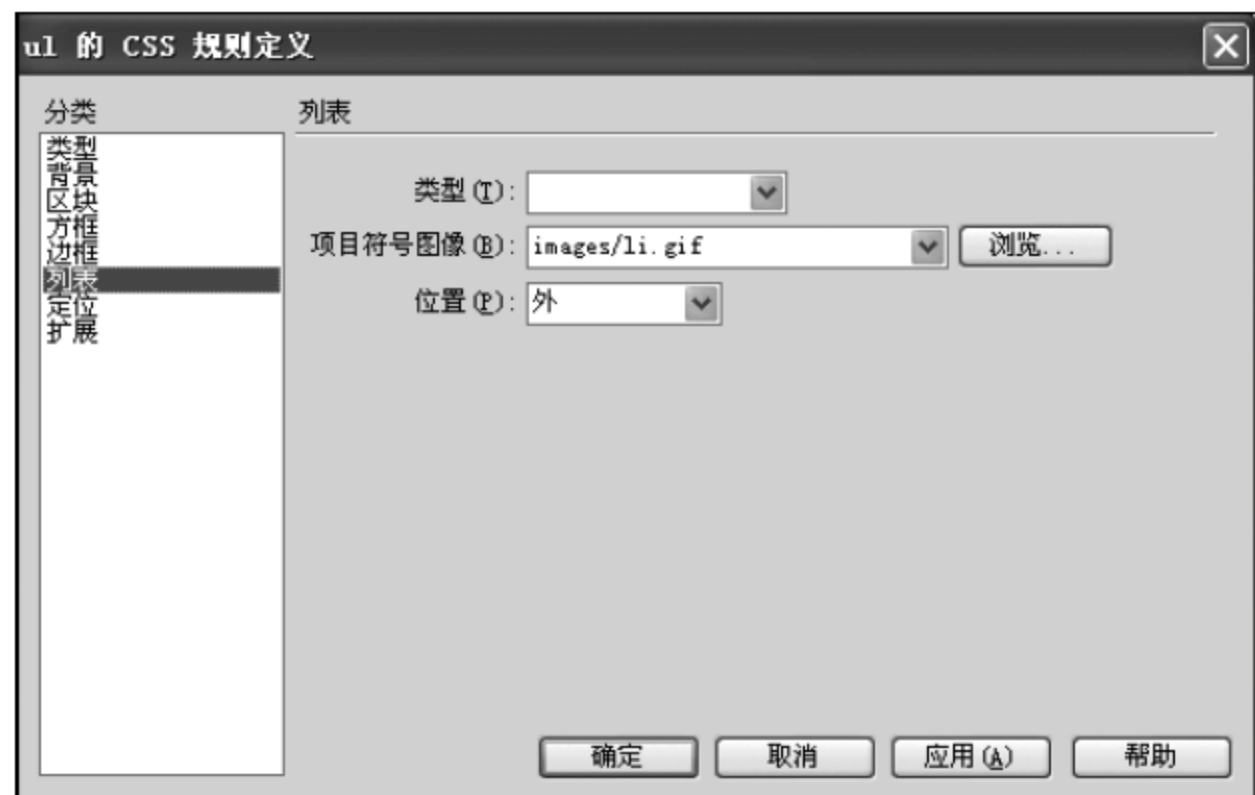 ul 的 CSS 规则定义
分类
类型
背景
区块
方框
边框
列表
定位
扩展
列表
类型(T):
项目符号图像(B): images/li.gif 浏览...
位置(P): 外
确定 取消 应用(A) 帮助